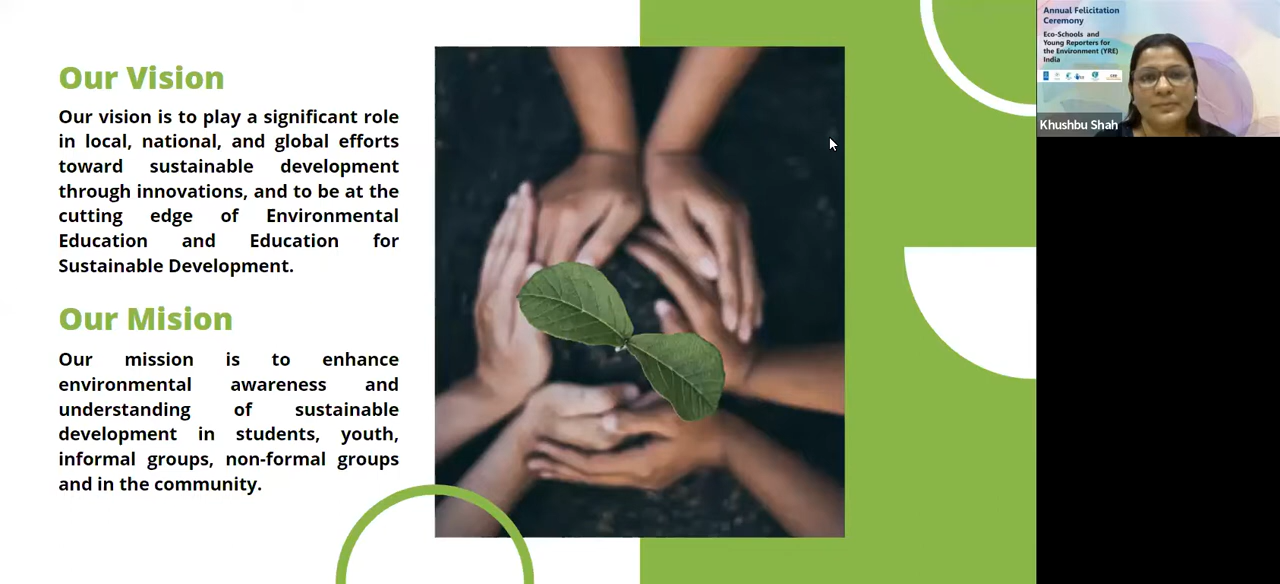 Our Vision
Our vision is to play a significant role
in local, national, and global efforts
toward sustainable development
through innovations, and to be at the
cutting edge of Environmental
Education and Education for
Sustainable Development.
Our Mision
Our mission is to enhance
environmental awareness and
understanding of sustainable
development in students, youth,
informal groups, non-formal groups
and in the community.
Annual Felicitation
Ceremony
Eco-Schools and
Young Reporters for
the Environment (YRE)
India
Khushbu Shah